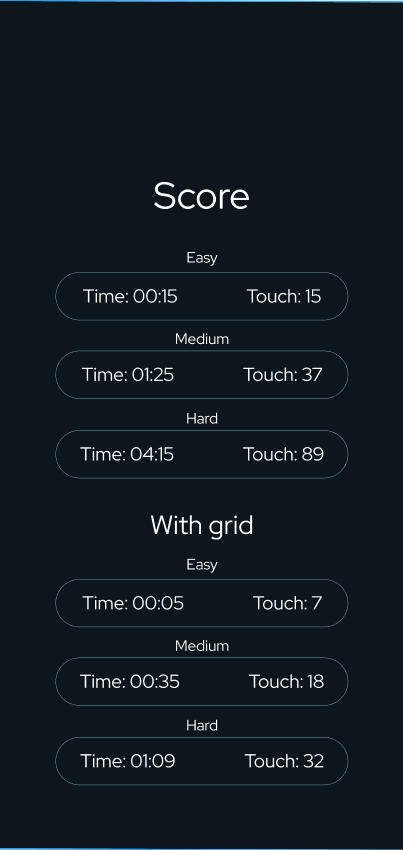 Score
Easy
Time: 00:15 Touch: 15
Medium
Time: 01:25 Touch: 37
Hard
Time: 04:15 Touch: 89
With grid
Easy
Time: 00:05 Touch: 7
Medium
Time: 00:35 Touch: 18
Hard
Time: 01:09 Touch: 32